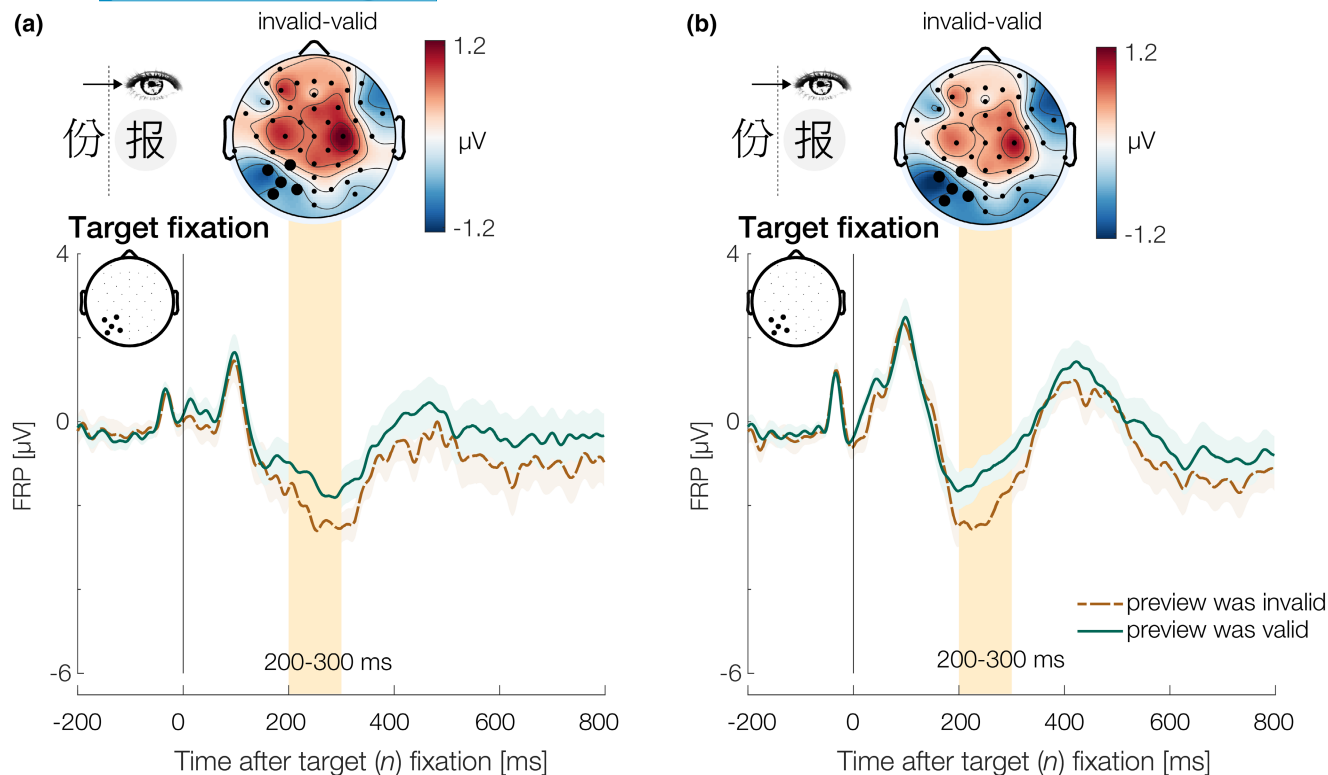 (a)
invalid-valid
1.2
μV
-1.2
份 报
Target fixation
4
0
-6
FRP [μV]
200-300 ms
-200 0 200 400 600 800
Time after target (n) fixation [ms]
(b)
invalid-valid
1.2
μV
-1.2
份 报
Target fixation
4
0
-6
FRP [μV]
preview was invalid
preview was valid
200-300 ms
-200 0 200 400 600 800
Time after target (n) fixation [ms]